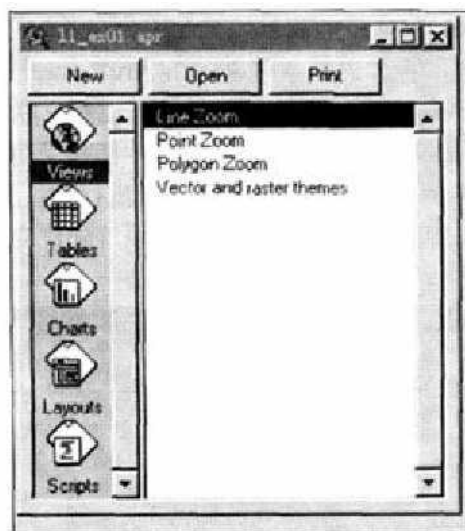 l1_ex01.apr
New Open Print
Views
Tables
Charts
Layouts
Scripts
Line Zoom
Point Zoom
Polygon Zoom
Vector and raster themes